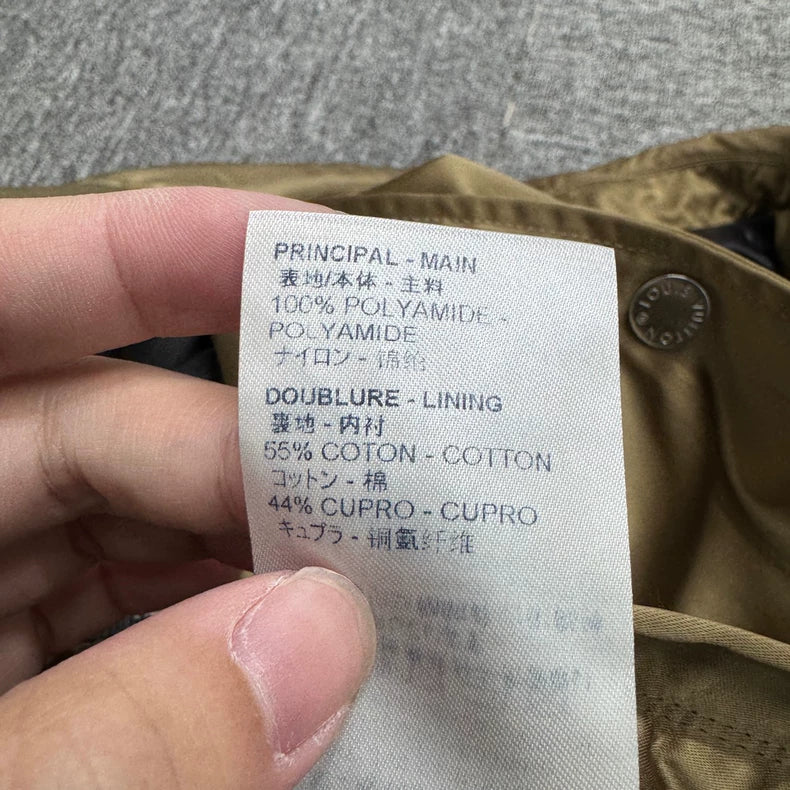 PRINCIPAL - MAIN
表地/本体 - 主料
100% POLYAMIDE -
POLYAMIDE
ナイロン - 锦纶
DOUBLURE - LINING
裏地 - 内衬
55% COTON - COTTON
コットン - 棉
44% CUPRO - CUPRO
キュプラ - 铜氨纤维
LOUIS VUITTON